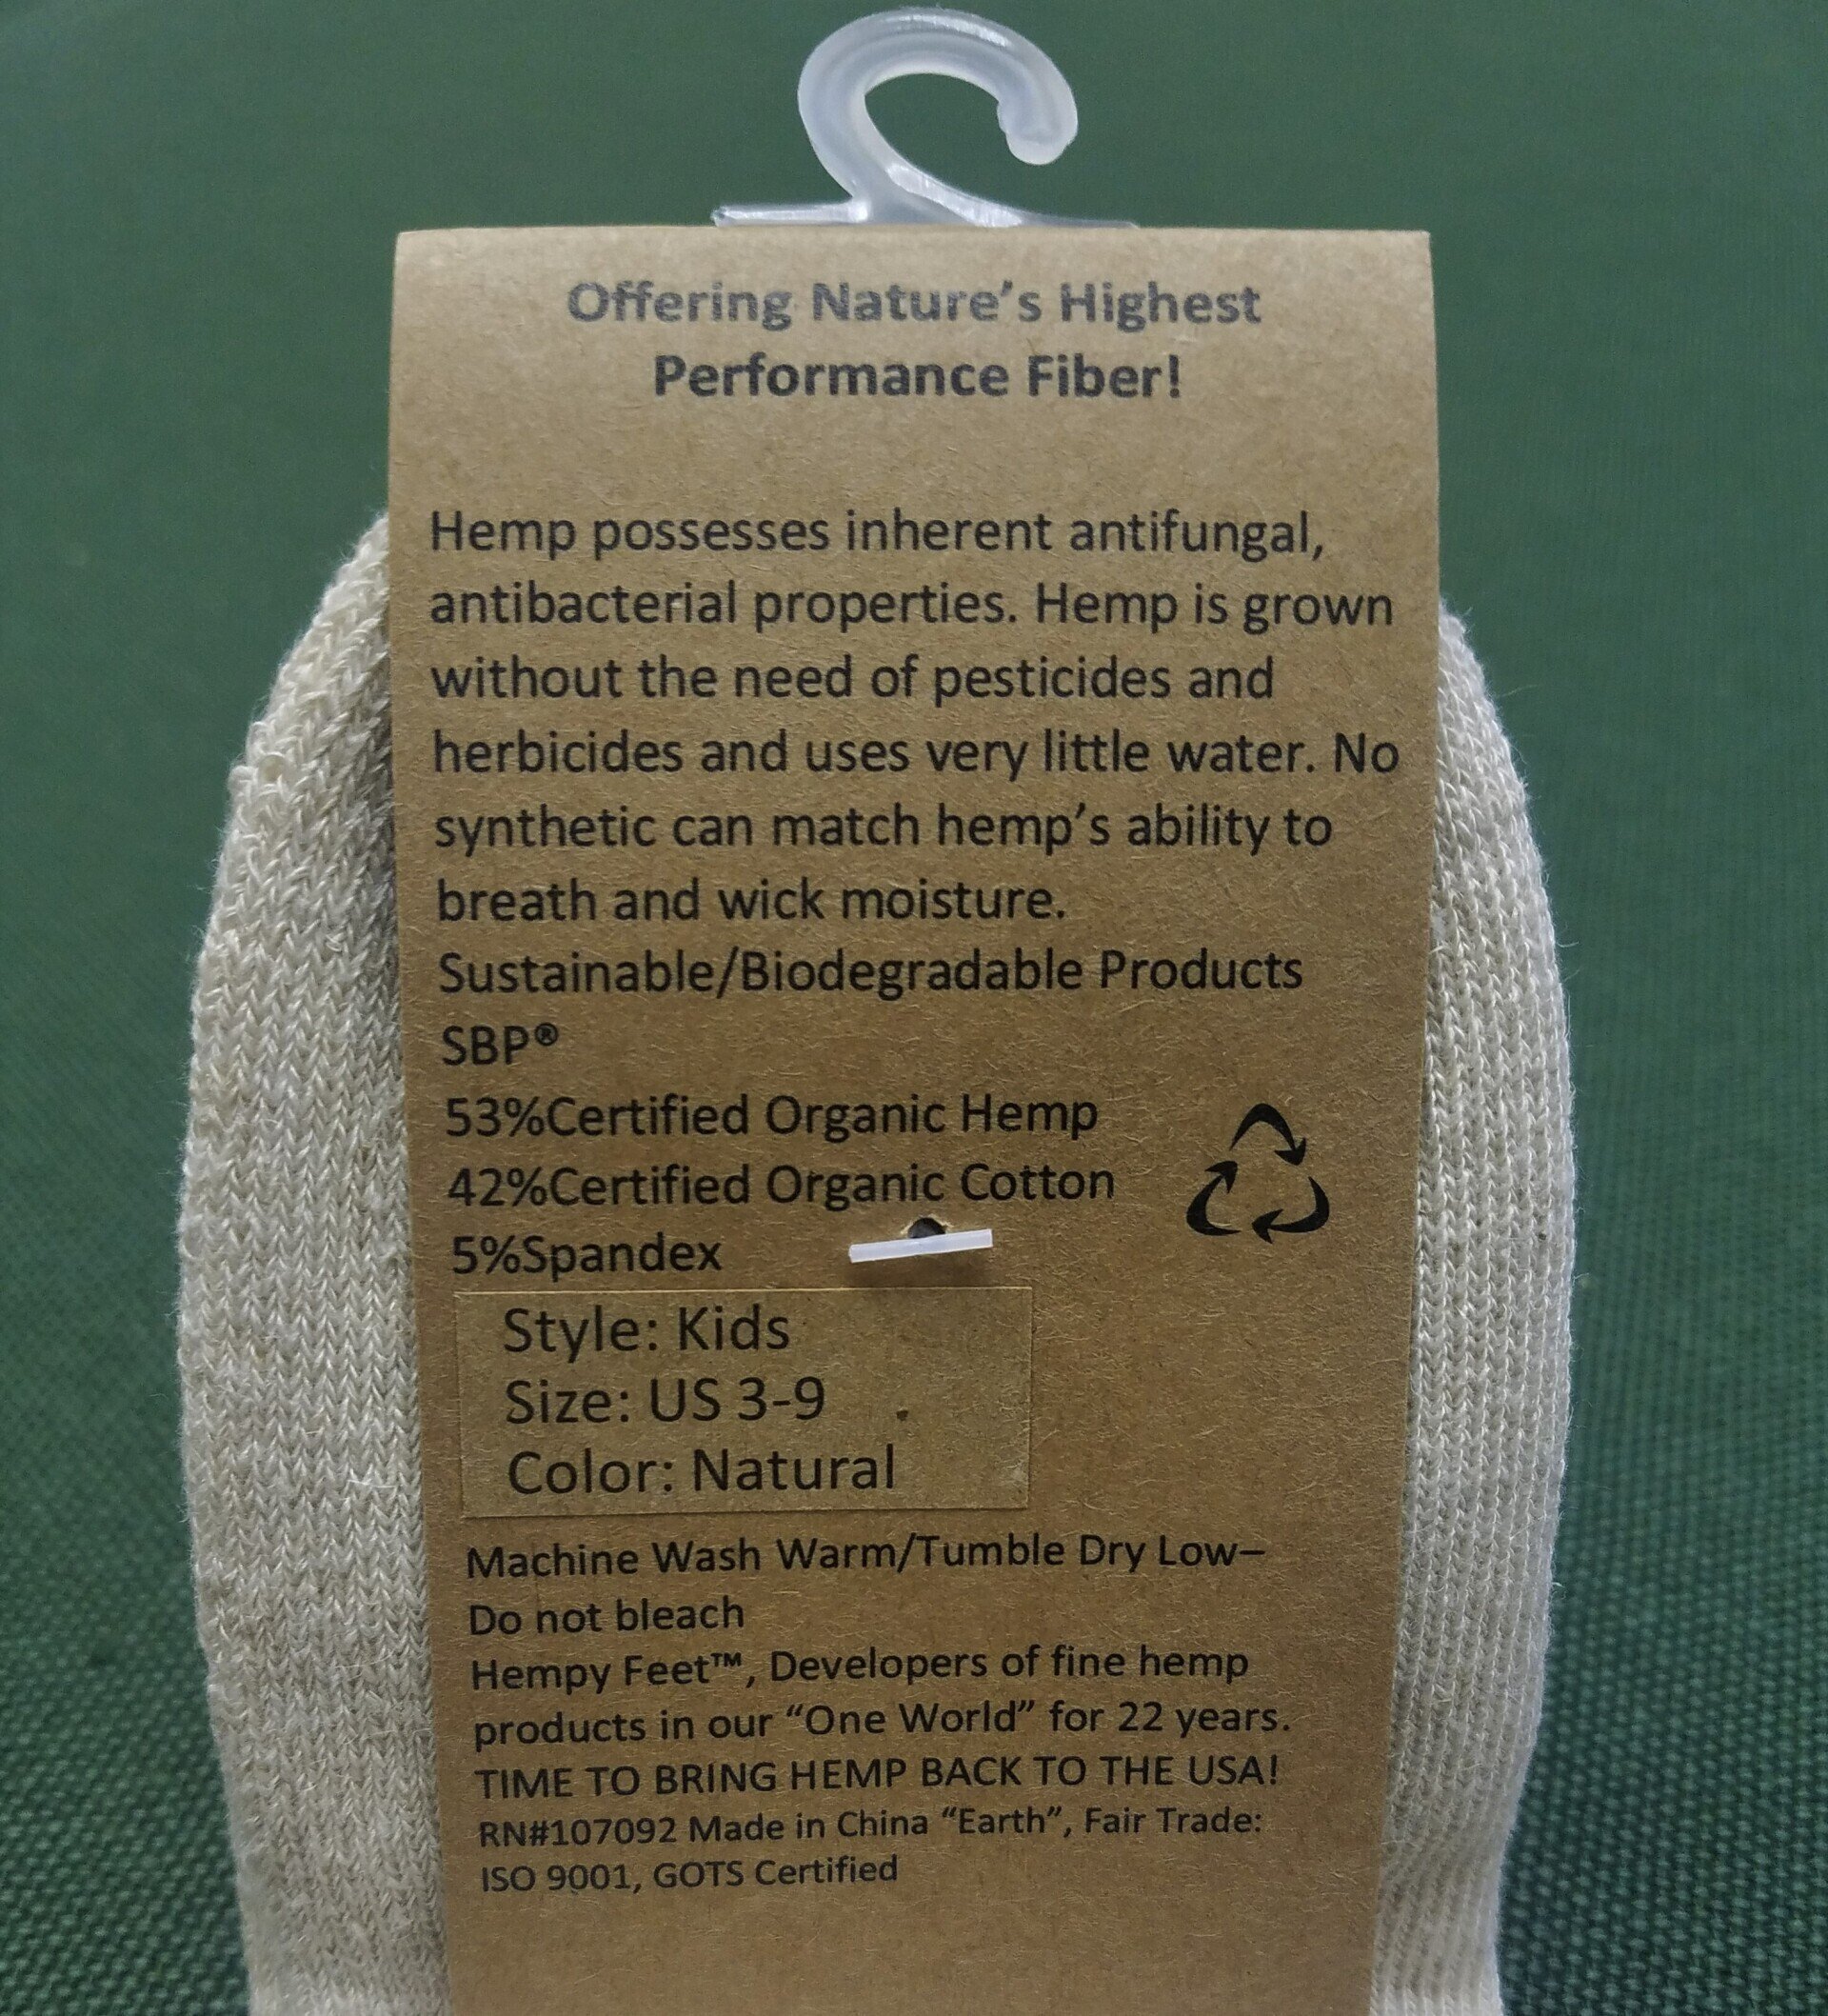 Offering Nature’s Highest
Performance Fiber!
Hemp possesses inherent antifungal,
antibacterial properties. Hemp is grown
without the need of pesticides and
herbicides and uses very little water. No
synthetic can match hemp’s ability to
breath and wick moisture.
Sustainable/Biodegradable Products
SBP®
53%Certified Organic Hemp
42%Certified Organic Cotton
5%Spandex
Style: Kids
Size: US 3-9
Color: Natural
Machine Wash Warm/Tumble Dry Low–
Do not bleach
Hempy Feet™, Developers of fine hemp
products in our “One World” for 22 years.
TIME TO BRING HEMP BACK TO THE USA!
RN#107092 Made in China “Earth”, Fair Trade:
ISO 9001, GOTS Certified